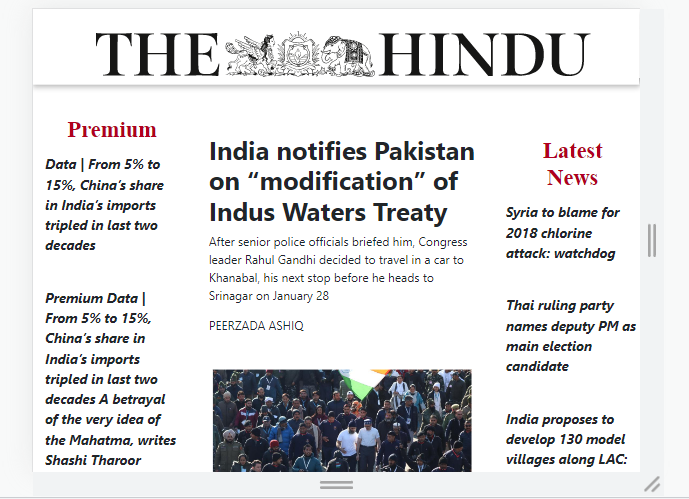 THE HINDU
Premium
Data | From 5% to
15%, China's share
in India's imports
tripled in last two
decades
Premium Data |
From 5% to 15%,
China's share in
India's imports
tripled in last two
decades A betrayal
of the very idea of
the Mahatma, writes
Shashi Tharoor
India notifies Pakistan
on “modification” of
Indus Waters Treaty
After senior police officials briefed him, Congress
leader Rahul Gandhi decided to travel in a car to
Khanabal, his next stop before he heads to
Srinagar on January 28
PEERZADA ASHIQ
Latest
News
Syria to blame for
2018 chlorine
attack: watchdog
Thai ruling party
names deputy PM as
main election
candidate
India proposes to
develop 130 model
villages along LAC: